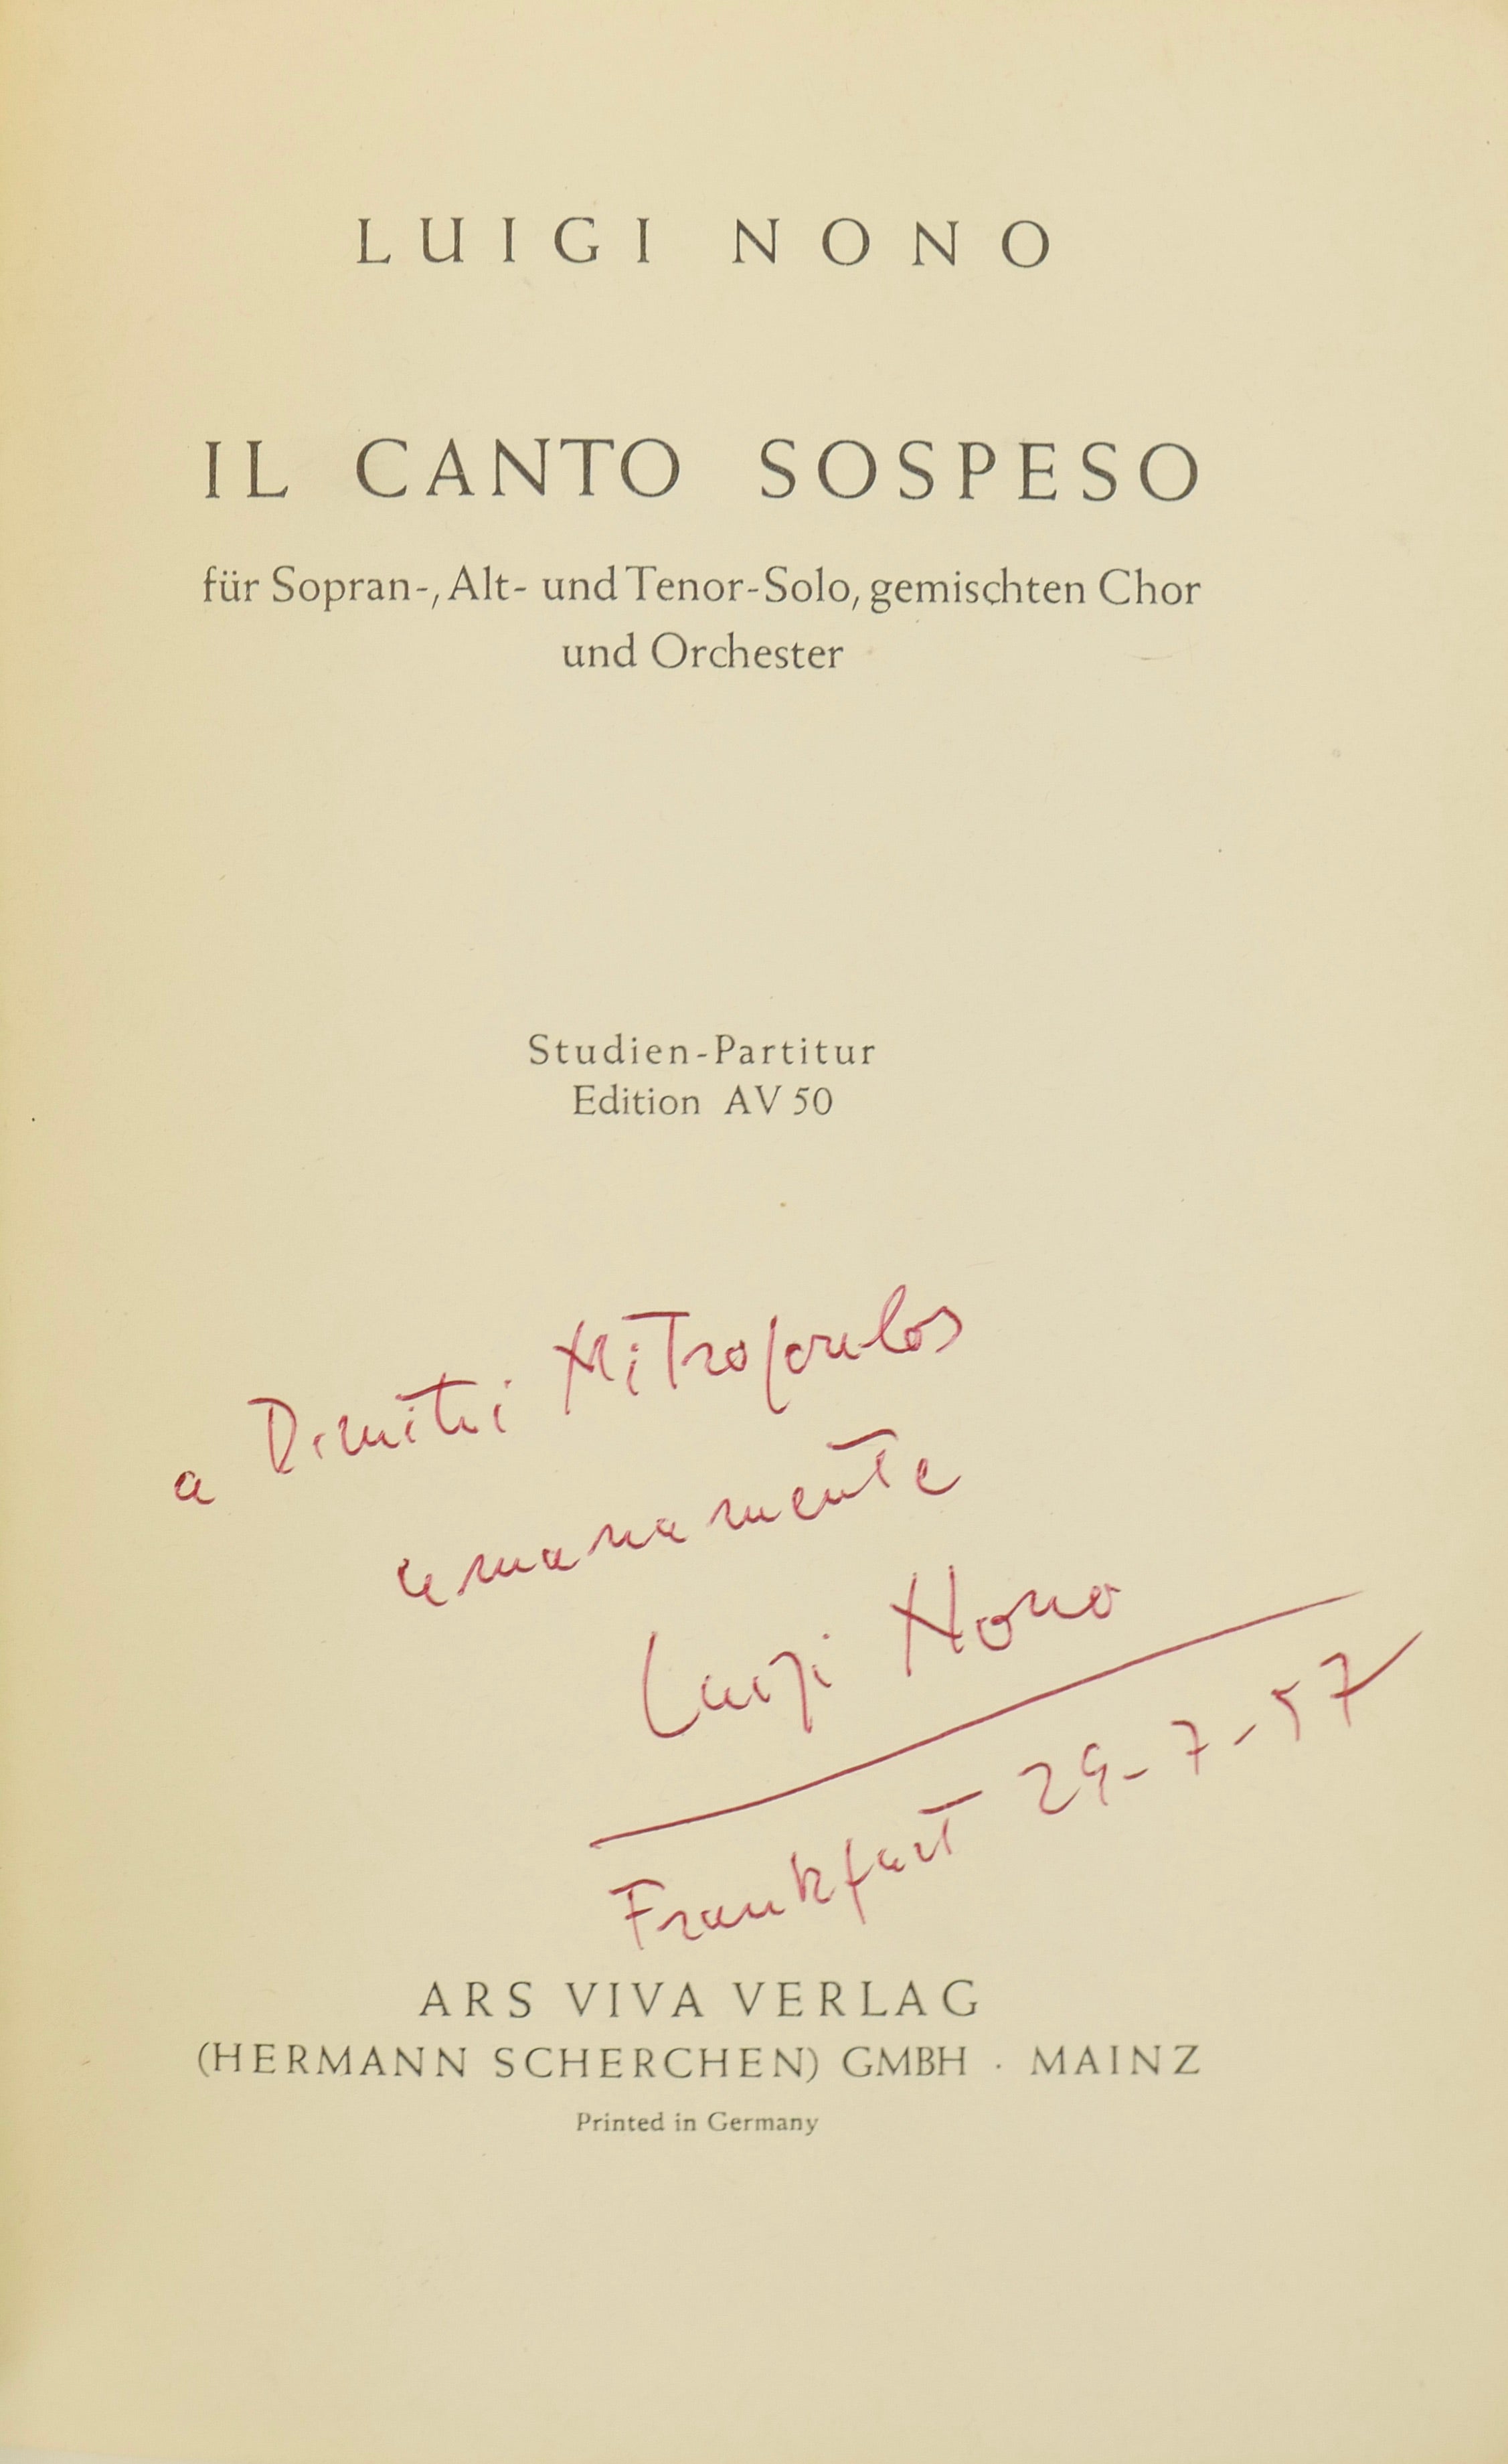 LUIGI NONO
IL CANTO SOSPESO
für Sopran-, Alt- und Tenor-Solo, gemischten Chor
und Orchester
Studien-Partitur
Edition AV 50
a Dimitri Mitropoulos
umanamente
Luigi Nono
Frankfurt 29-7-57
ARS VIVA VERLAG
(HERMANN SCHERCHEN) GMBH · MAINZ
Printed in Germany